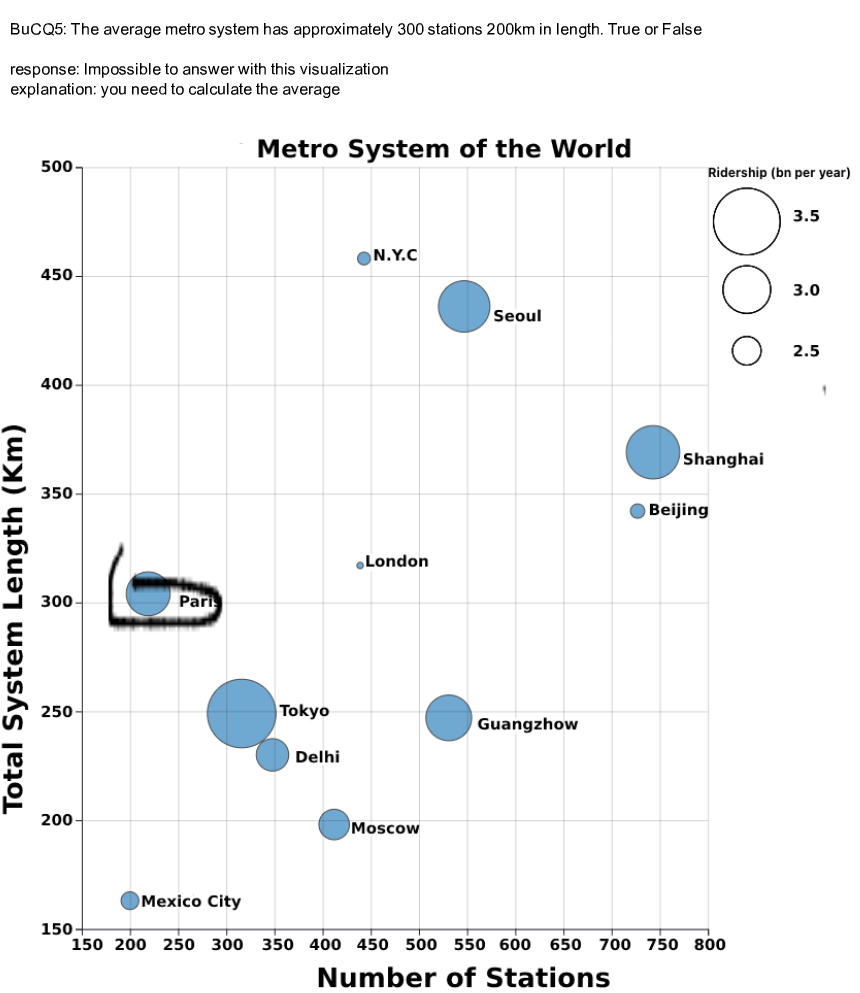 BuCQ5: The average metro system has approximately 300 stations 200km in length. True or False
response: Impossible to answer with this visualization
explanation: you need to calculate the average
Metro System of the World
Ridership (bn per year)
3.5
3.0
2.5
Total System Length (Km)
500
450
400
350
300
250
200
150
N.Y.C
Seoul
Shanghai
Beijing
London
Paris
Tokyo
Guangzhow
Delhi
Moscow
Mexico City
150 200 250 300 350 400 450 500 550 600 650 700 750 800
Number of Stations